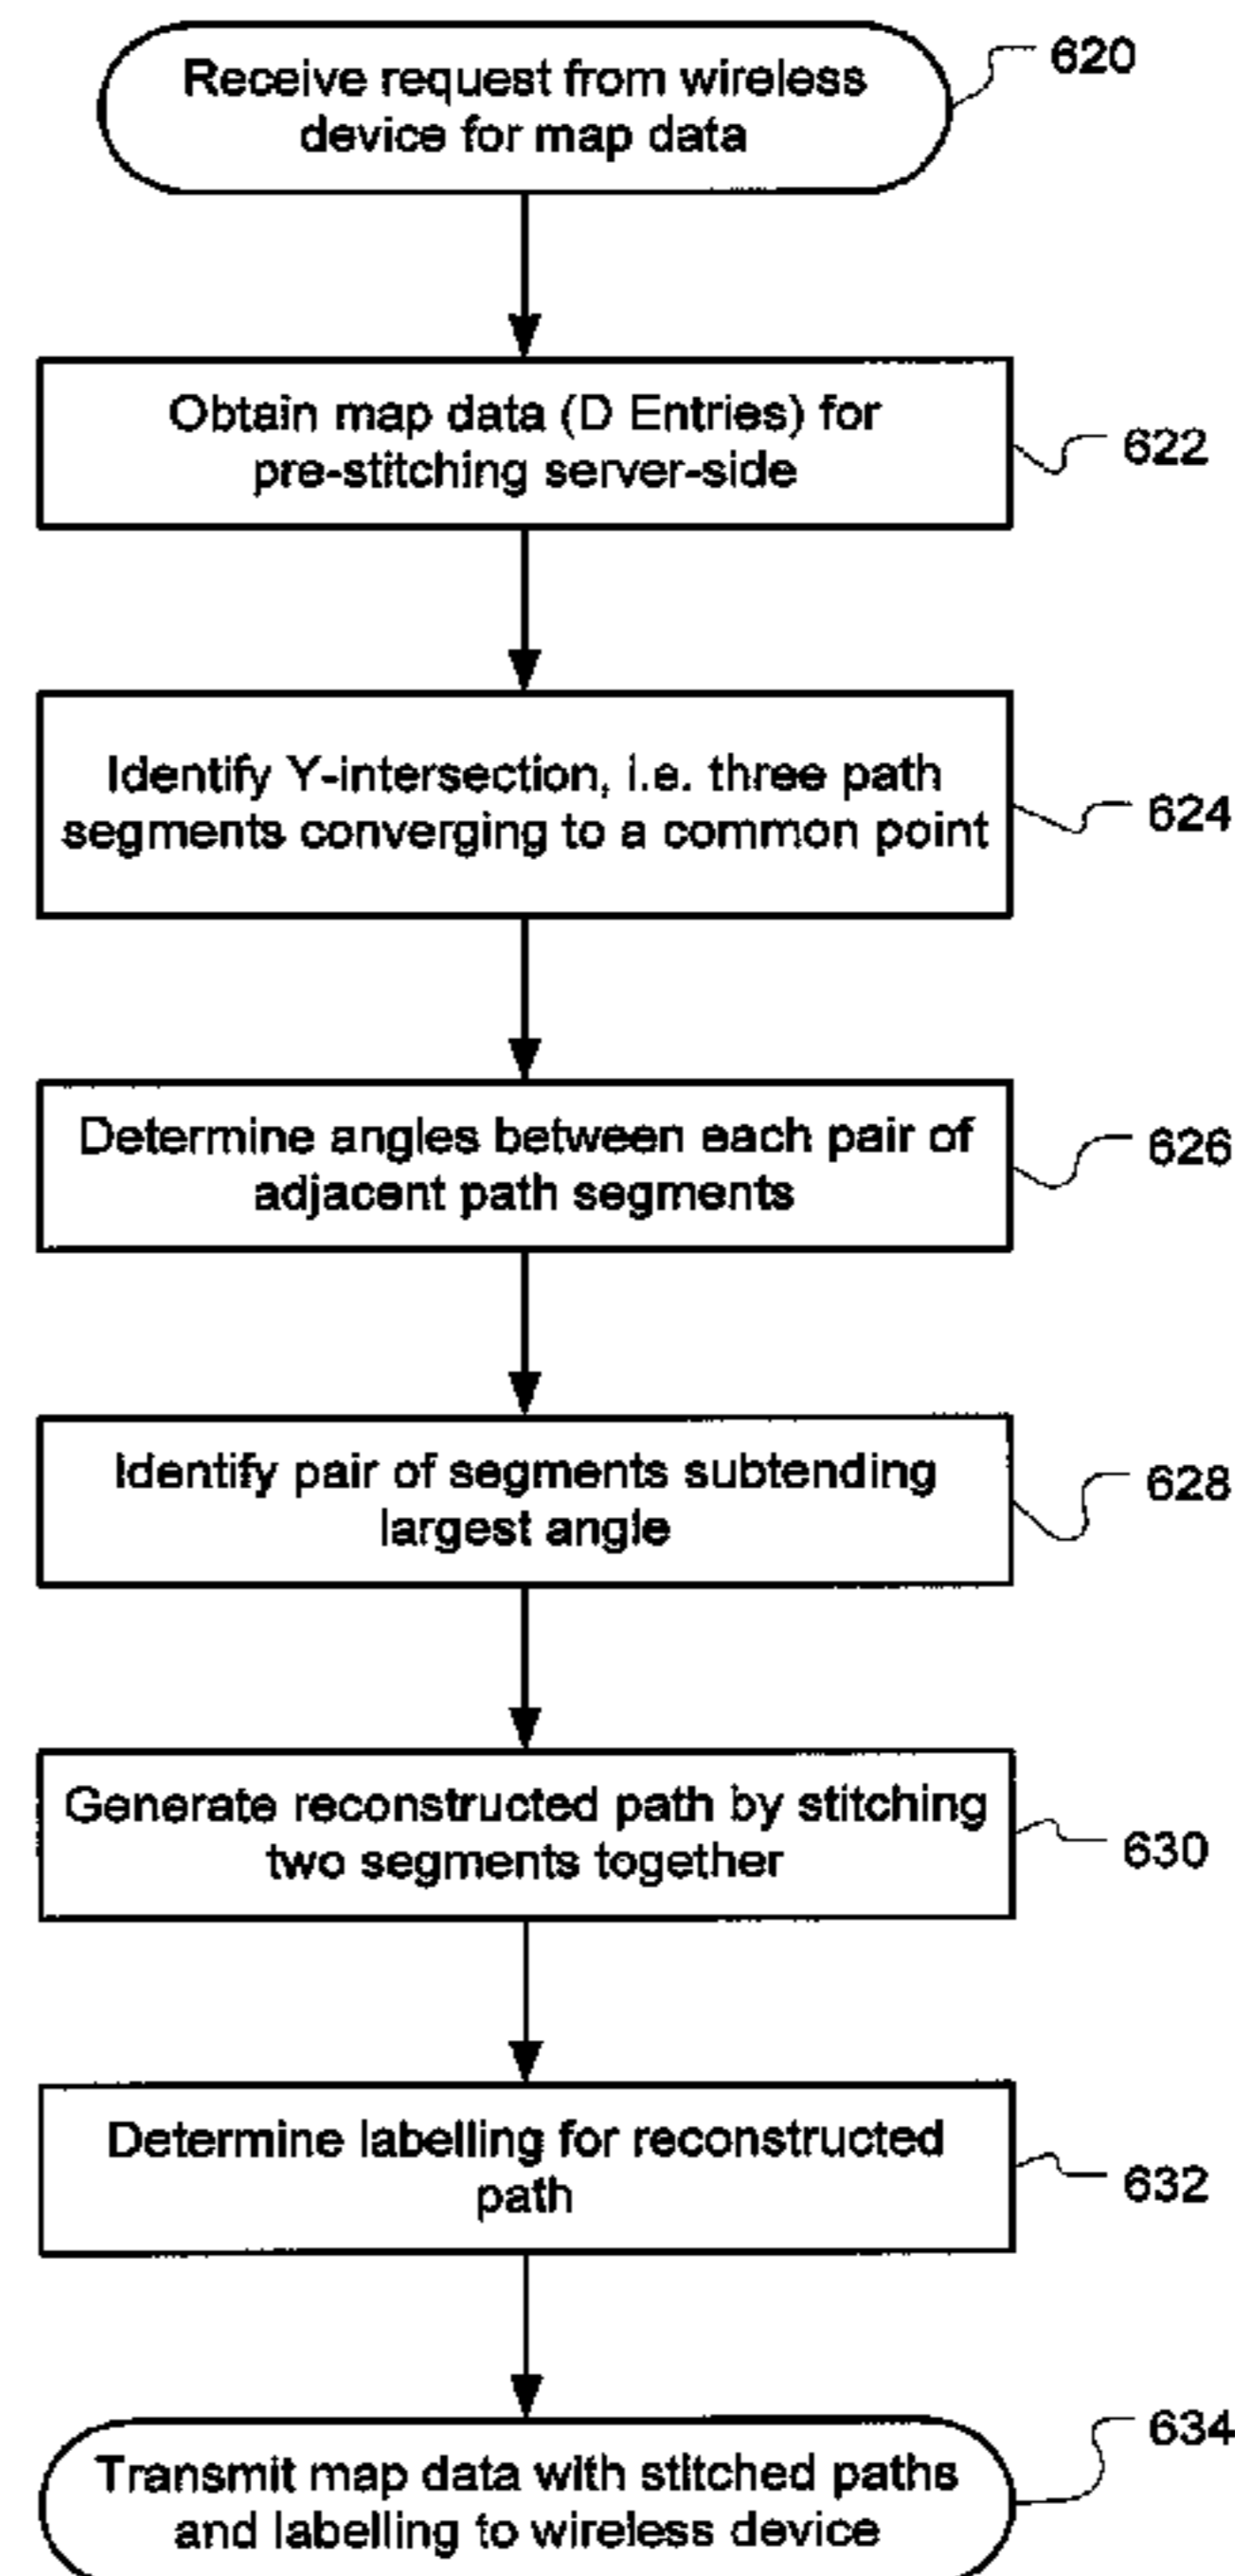 Receive request from wireless
device for map data
620
Obtain map data (D Entries) for
pre-stitching server-side
622
Identify Y-intersection, i.e. three path
segments converging to a common point
624
Determine angles between each pair of
adjacent path segments
626
Identify pair of segments subtending
largest angle
628
Generate reconstructed path by stitching
two segments together
630
Determine labelling for reconstructed
path
632
Transmit map data with stitched paths
and labelling to wireless device
634